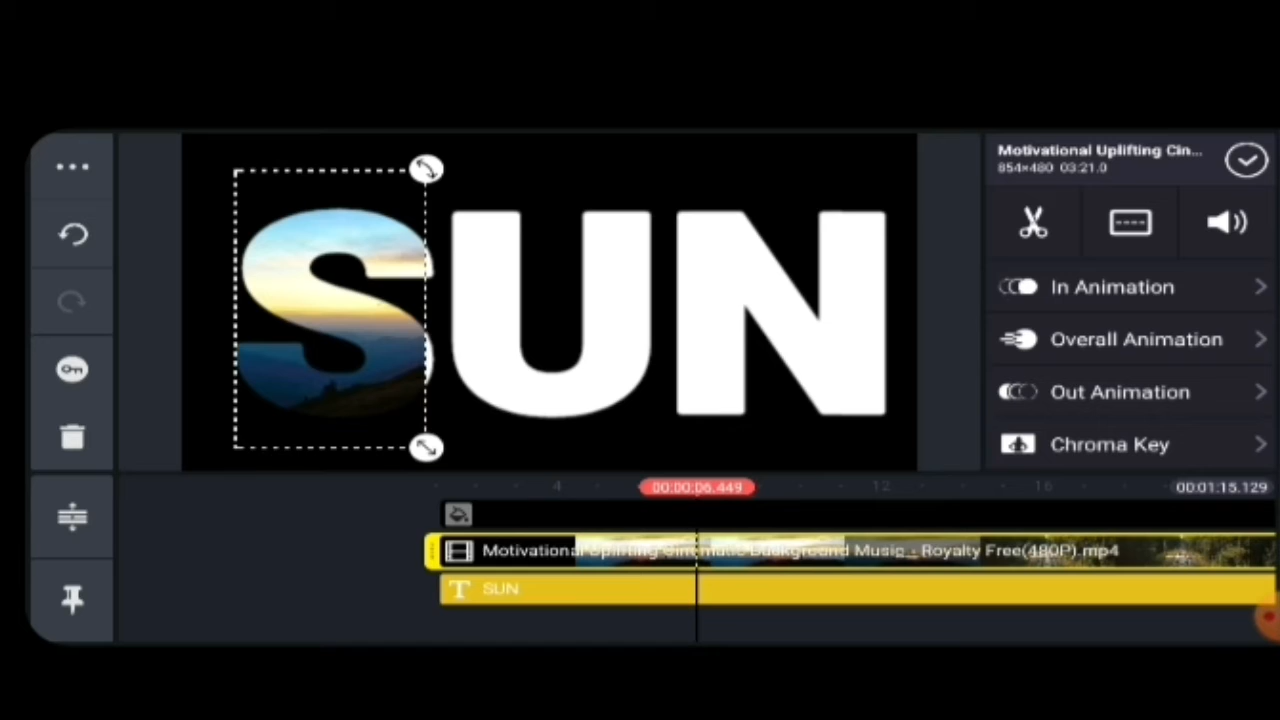 Motivational Uplifting Cin...
854×480 03:21.0
SUN
In Animation
Overall Animation
Out Animation
Chroma Key
4
00:00:06.449
12
16
00:01:15.129
Motivational Uplifting Cinematic Background Music - Royalty Free(480P).mp4
T SUN